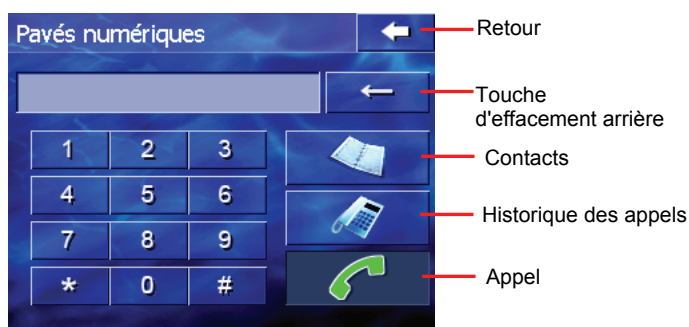 Pavés numériques
Retour
Touche
d'effacement arrière
1 2 3
Contacts
4 5 6
Historique des appels
7 8 9
* 0 #
Appel